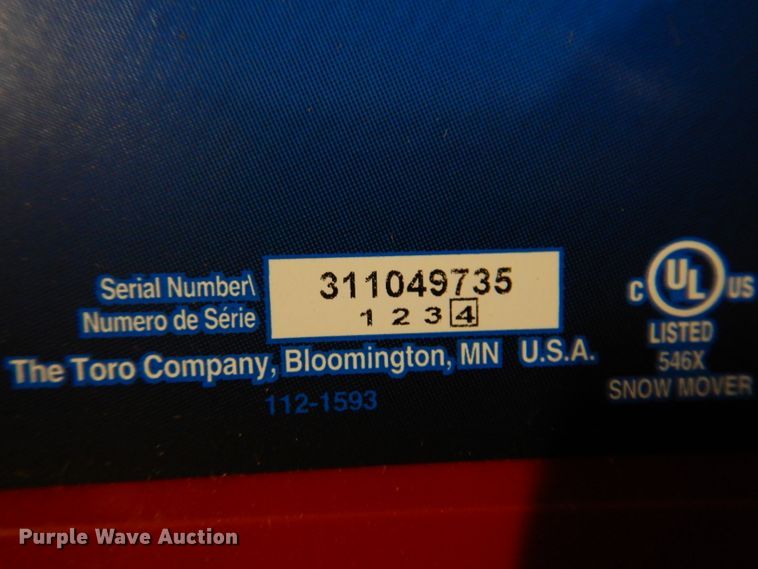 Serial Number\ 311049735
Numero de Série 1 2 3 4
The Toro Company, Bloomington, MN U.S.A.
112-1593
C UL US
LISTED
546X
SNOW MOVER
Purple Wave Auction